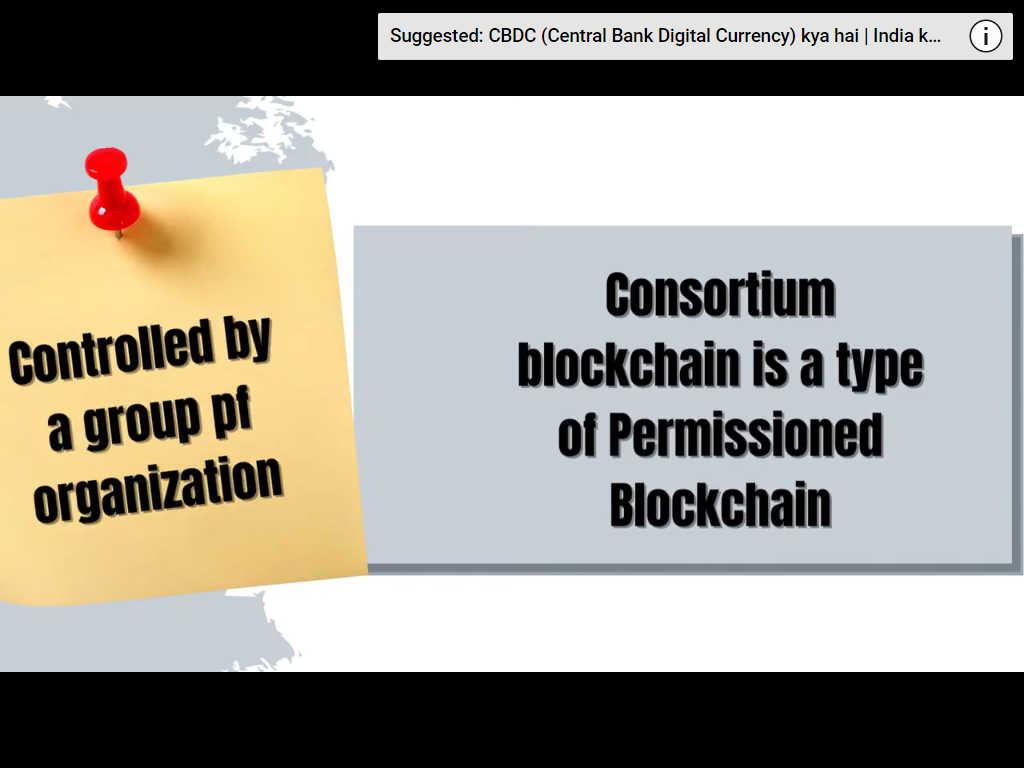 Suggested: CBDC (Central Bank Digital Currency) kya hai | India k...
Controlled by
a group pf
organization
Consortium
blockchain is a type
of Permissioned
Blockchain